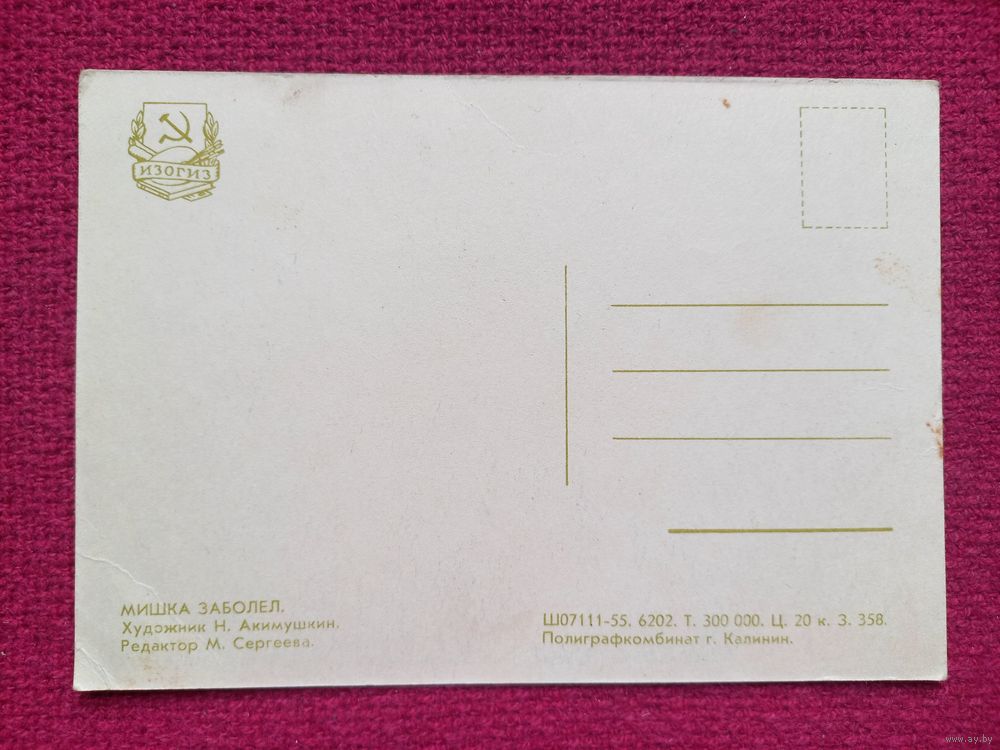 ИЗОГИЗ
МИШКА ЗАБОЛЕЛ.
Художник Н. Акимушкин.
Редактор М. Сергеева.
Ш07111-55. 6202. Т. 300 000. Ц. 20 к. З. 358.
Полиграфкомбинат г. Калинин.
www.ay.by